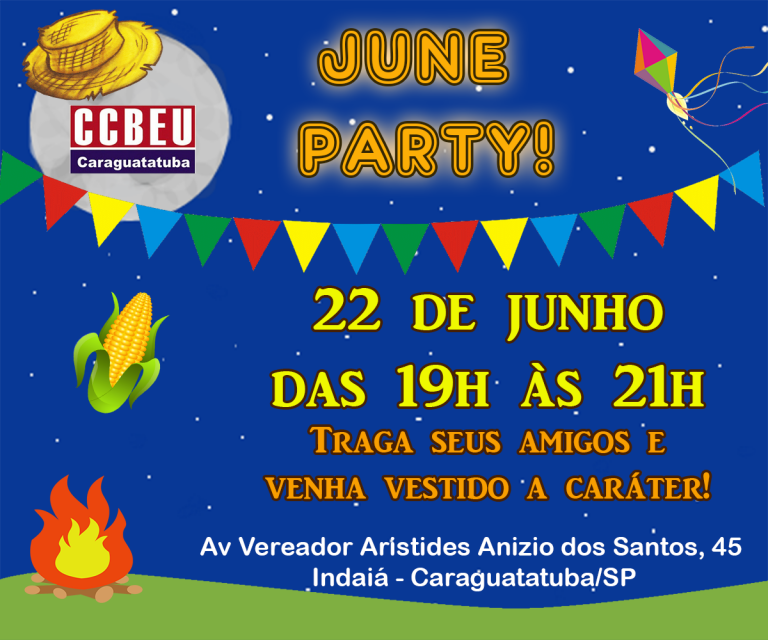 JUNE
PARTY!
CCBEU
Caraguatatuba
22 DE JUNHO
DAS 19H ÀS 21H
TRAGA SEUS AMIGOS E
VENHA VESTIDO A CARÁTER!
Av Vereador Aristides Anizio dos Santos, 45
Indaiá - Caraguatatuba/SP